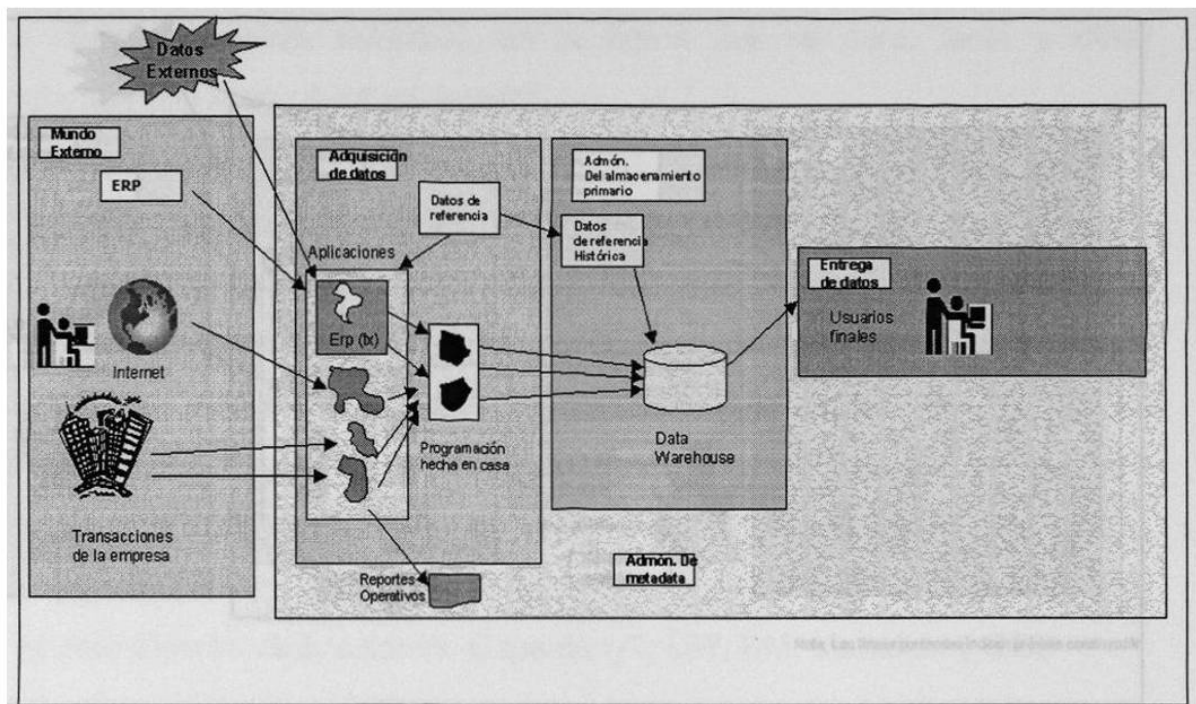 Datos
Externos
Mundo
Externo
ERP
Internet
Transacciones
de la empresa
Adquisición
de datos
Datos de
referencia
Aplicaciones
Erp (tx)
Programación
hecha en casa
Reportes
Operativos
Admón.
Del almacenamiento
primario
Datos
de referencia
Histórica
Data
Warehouse
Entrega
de datos
Usuarios
finales
Admón. De
metadata